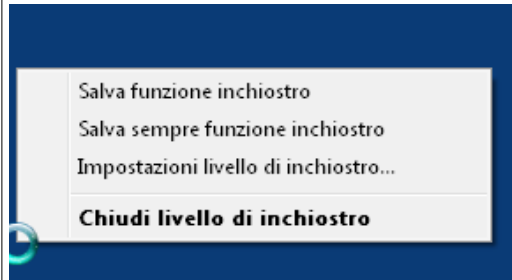 Salva funzione inchiostro
Salva sempre funzione inchiostro
Impostazioni livello di inchiostro...
Chiudi livello di inchiostro